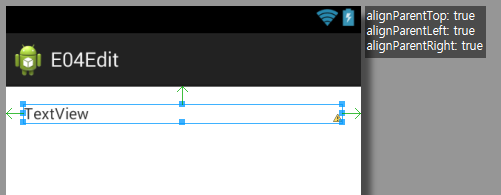 alignParentTop: true
alignParentLeft: true
alignParentRight: true
E04Edit
TextView